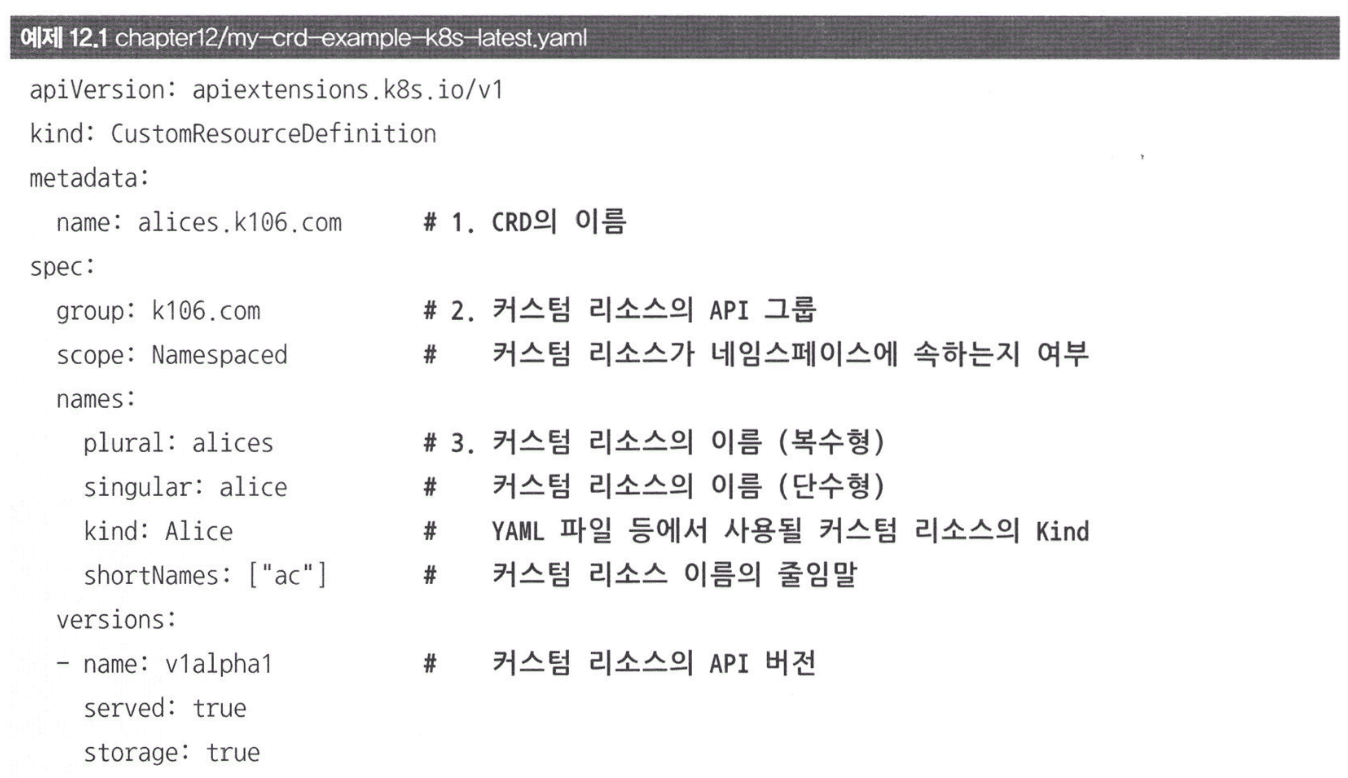 예제 12.1 chapter12/my-crd-example-k8s-latest.yaml
apiVersion: apiextensions.k8s.io/v1
kind: CustomResourceDefinition
metadata:
  name: alices.k106.com      # 1. CRD의 이름
spec:
  group: k106.com            # 2. 커스텀 리소스의 API 그룹
  scope: Namespaced          #    커스텀 리소스가 네임스페이스에 속하는지 여부
  names:
    plural: alices           # 3. 커스텀 리소스의 이름 (복수형)
    singular: alice          #    커스텀 리소스의 이름 (단수형)
    kind: Alice              #    YAML 파일 등에서 사용될 커스텀 리소스의 Kind
    shortNames: ["ac"]       #    커스텀 리소스 이름의 줄임말
  versions:
  - name: v1alpha1           #    커스텀 리소스의 API 버전
    served: true
    storage: true